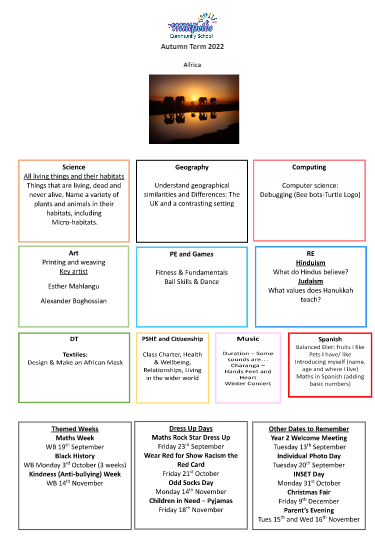 Hillfields
Community School
Autumn Term 2022
Africa
Science
All living things and their habitats
Things that are living, dead and
never alive. Name a variety of
plants and animals in their
habitats, including
Micro-habitats.
Geography
Understand geographical
similarities and Differences: The
UK and a contrasting setting
Computing
Computer science:
Debugging (Bee bots-Turtle Logo)
Art
Printing and weaving
Key artist
Esther Mahlangu
Alexander Boghossian
PE and Games
Fitness & Fundamentals
Ball Skills & Dance
RE
Hinduism
What do Hindus believe?
Judaism
What values does Hanukkah
teach?
DT
Textiles:
Design & Make an African Mask
PSHE and Citizenship
Class Charter, Health
& Wellbeing,
Relationships, Living
in the wider world
Music
Duration – Some
sounds are...
Charanga –
Hands Feet and
Heart
Winter Concert
Spanish
Balanced Diet: fruits I like
Pets I have/ like
Introducing myself (name,
age and where I live)
Maths in Spanish (adding
basic numbers)
Themed Weeks
Maths Week
WB 19th September
Black History
WB Monday 3rd October (3 weeks)
Kindness (Anti-bullying) Week
WB 14th November
Dress Up Days
Maths Rock Star Dress Up
Friday 23rd September
Wear Red for Show Racism the
Red Card
Friday 21st October
Odd Socks Day
Monday 14th November
Children in Need – Pyjamas
Friday 18th November
Other Dates to Remember
Year 2 Welcome Meeting
Tuesday 13th September
Individual Photo Day
Tuesday 20th September
INSET Day
Monday 31st October
Christmas Fair
Friday 9th December
Parent's Evening
Tues 15th and Wed 16th November